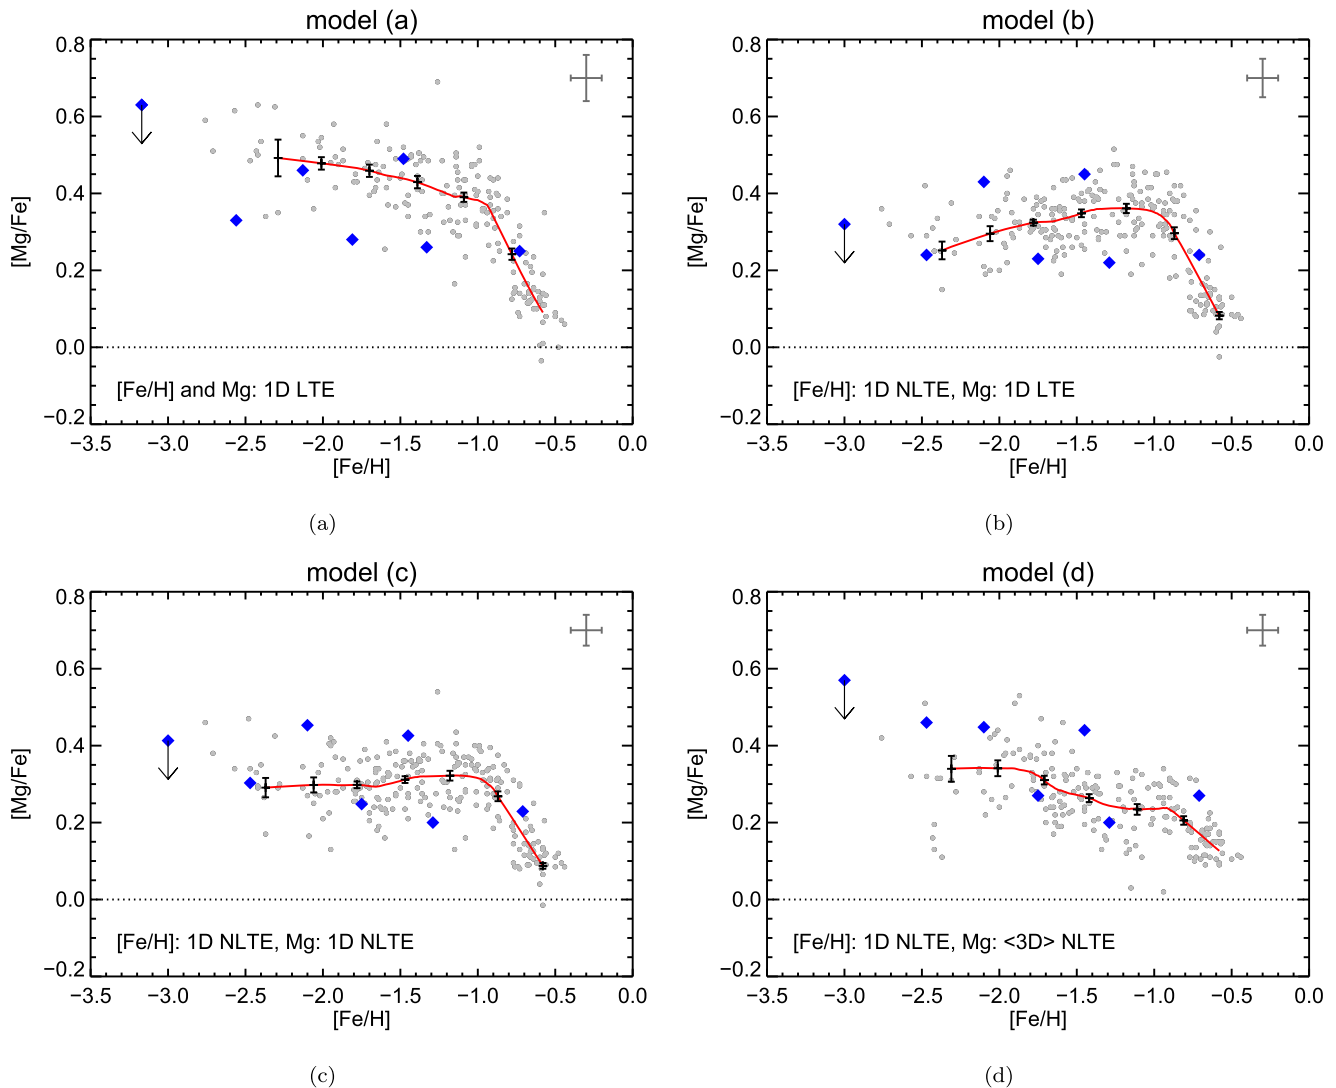 model (a)
0.8
0.6
0.4
0.2
0.0
−0.2
[Mg/Fe]
[Fe/H] and Mg: 1D LTE
−3.5 −3.0 −2.5 −2.0 −1.5 −1.0 −0.5 0.0
[Fe/H]
(a)
model (b)
0.8
0.6
0.4
0.2
0.0
−0.2
[Mg/Fe]
[Fe/H]: 1D NLTE, Mg: 1D LTE
−3.5 −3.0 −2.5 −2.0 −1.5 −1.0 −0.5 0.0
[Fe/H]
(b)
model (c)
0.8
0.6
0.4
0.2
0.0
−0.2
[Mg/Fe]
[Fe/H]: 1D NLTE, Mg: 1D NLTE
−3.5 −3.0 −2.5 −2.0 −1.5 −1.0 −0.5 0.0
[Fe/H]
(c)
model (d)
0.8
0.6
0.4
0.2
0.0
−0.2
[Mg/Fe]
[Fe/H]: 1D NLTE, Mg: <3D> NLTE
−3.5 −3.0 −2.5 −2.0 −1.5 −1.0 −0.5 0.0
[Fe/H]
(d)